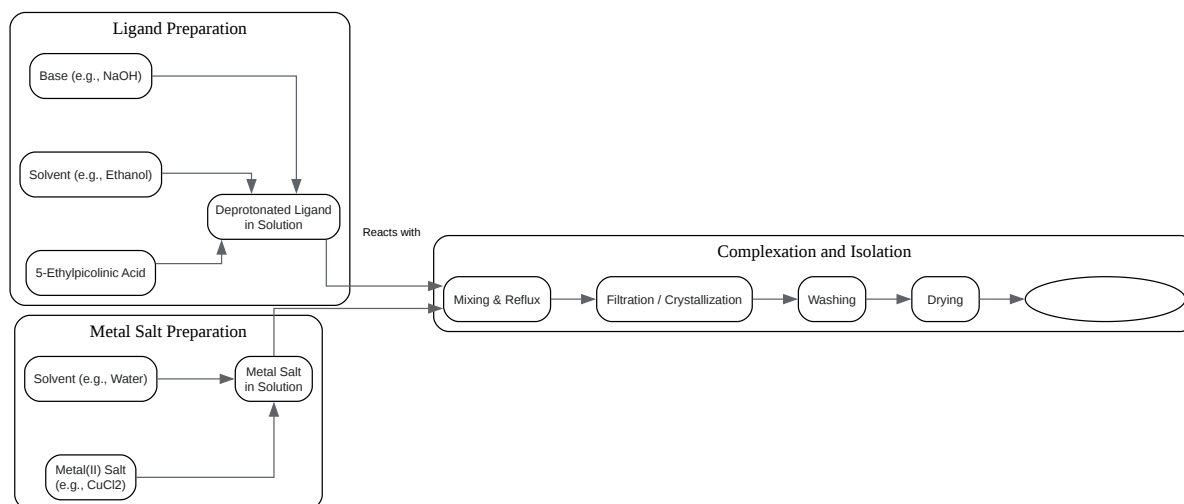 Ligand Preparation
Base (e.g., NaOH)
Solvent (e.g., Ethanol)
Deprotonated Ligand
in Solution
5-Ethylpicolinic Acid
Reacts with
Metal Salt Preparation
Solvent (e.g., Water)
Metal Salt
in Solution
Metal(II) Salt
(e.g., CuCl2)
Complexation and Isolation
Mixing & Reflux
Filtration / Crystallization
Washing
Drying